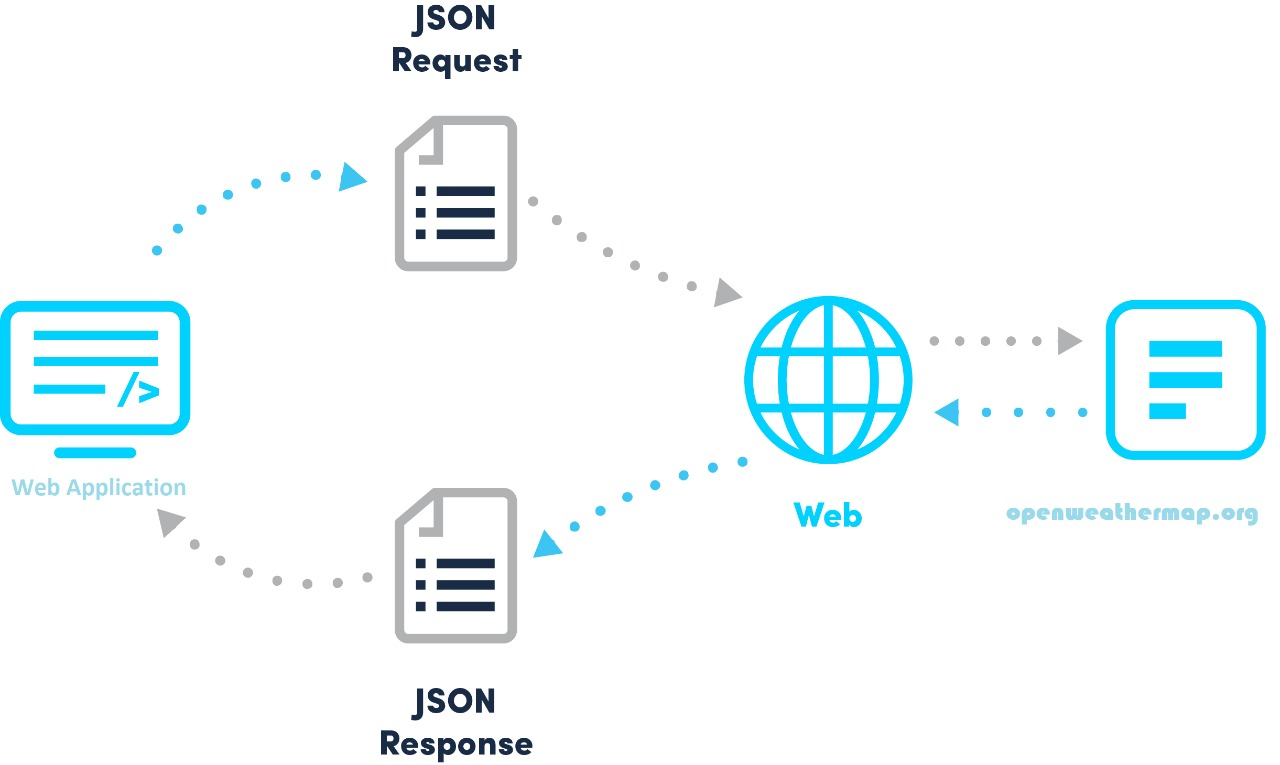 JSON
Request
</>
Web Application
Web
openweathermap.org
JSON
Response